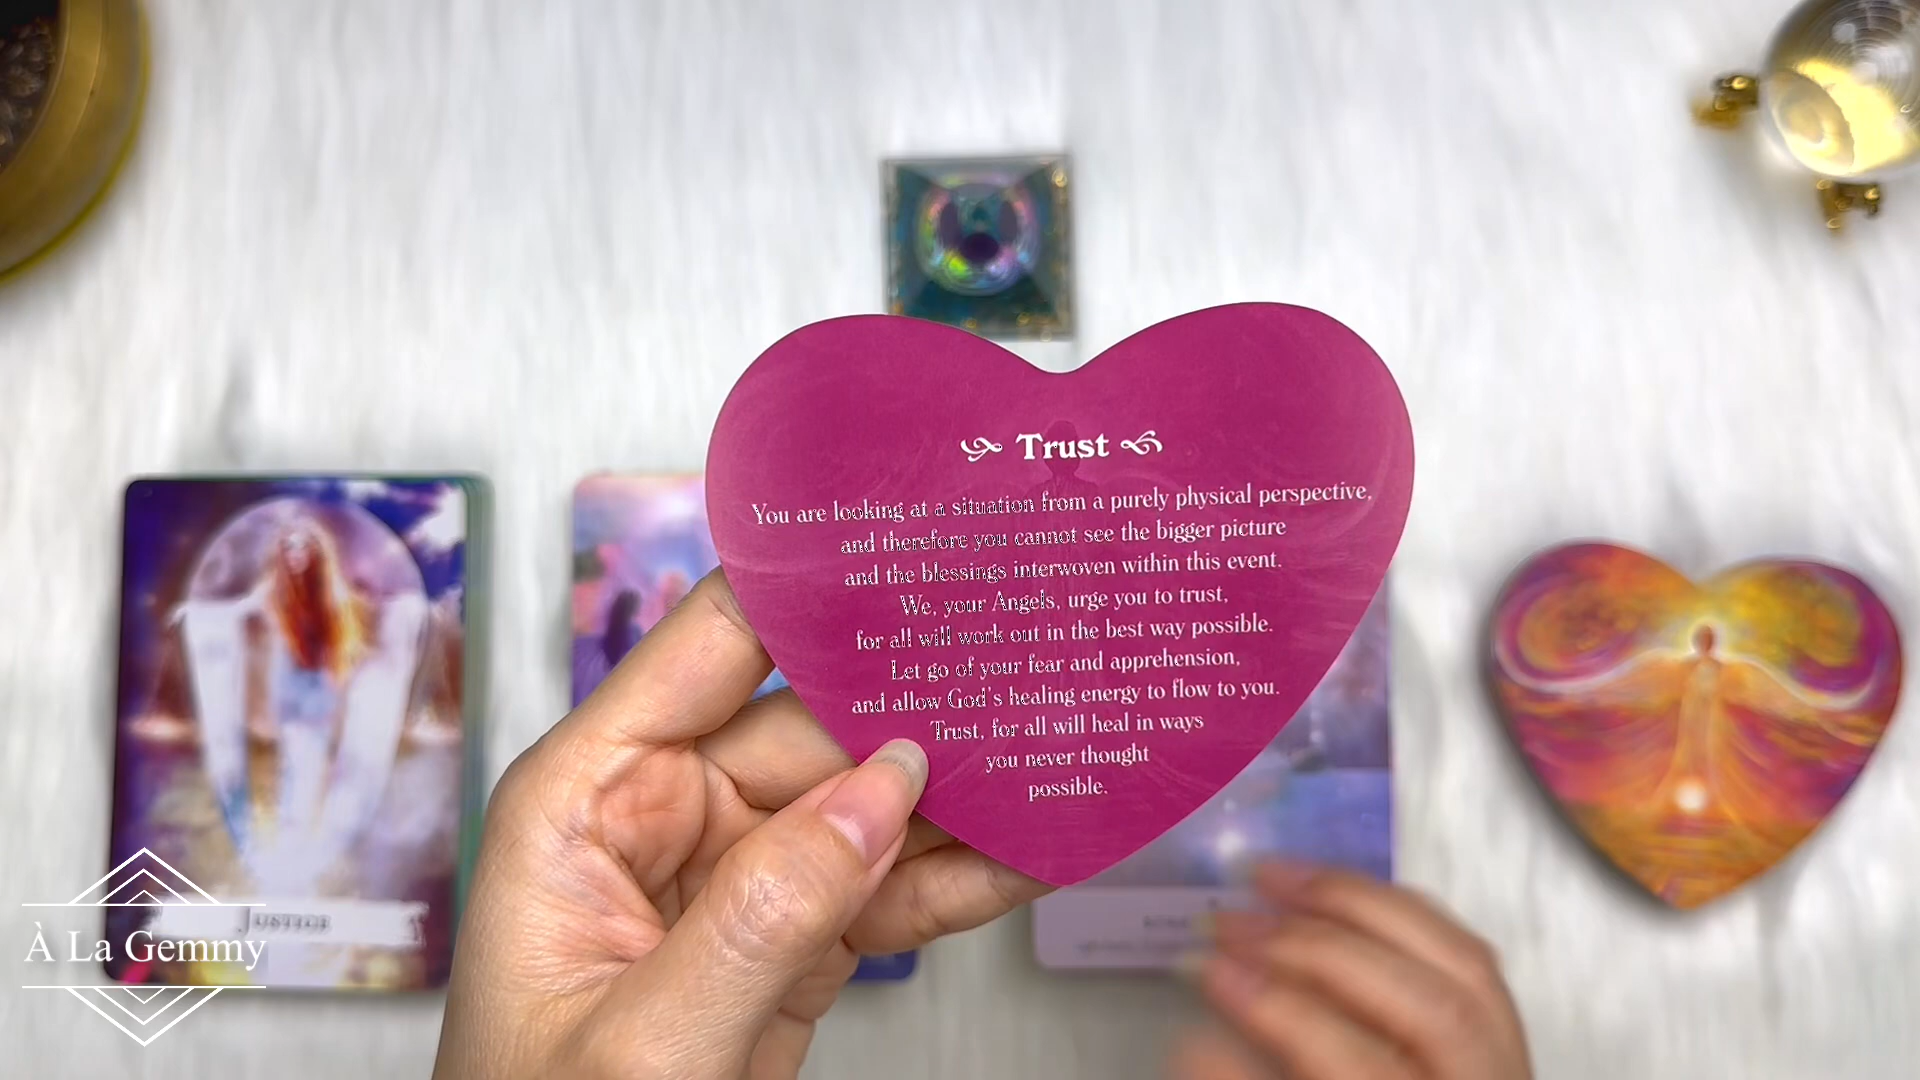 Trust
You are looking at a situation from a purely physical perspective,
and therefore you cannot see the bigger picture
and the blessings interwoven within this event.
We, your Angels, urge you to trust,
for all will work out in the best way possible.
Let go of your fear and apprehension,
and allow God's healing energy to flow to you.
Trust, for all will heal in ways
you never thought
possible.
Justice
À La Gemmy